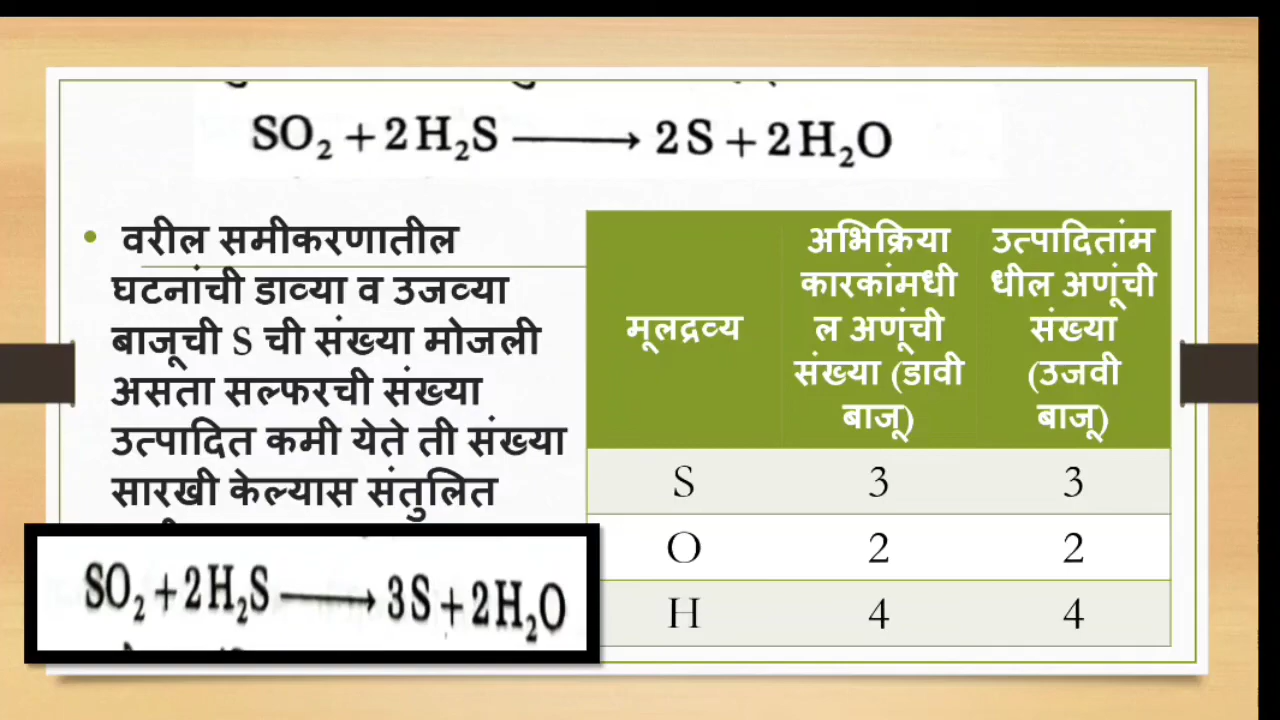 SO₂ + 2H₂S ⟶ 2S + 2H₂O
• वरील समीकरणातील
घटनांची डाव्या व उजव्या
बाजूची S ची संख्या मोजली
असता सल्फरची संख्या
उत्पादित कमी येते ती संख्या
सारखी केल्यास संतुलित
SO₂ + 2H₂S ⟶ 3S + 2H₂O
मूलद्रव्य
अभिक्रिया
कारकांमधी
ल अणूंची
संख्या (डावी
बाजू)
उत्पादितांम
धील अणूंची
संख्या
(उजवी
बाजू)
S 3 3
O 2 2
H 4 4